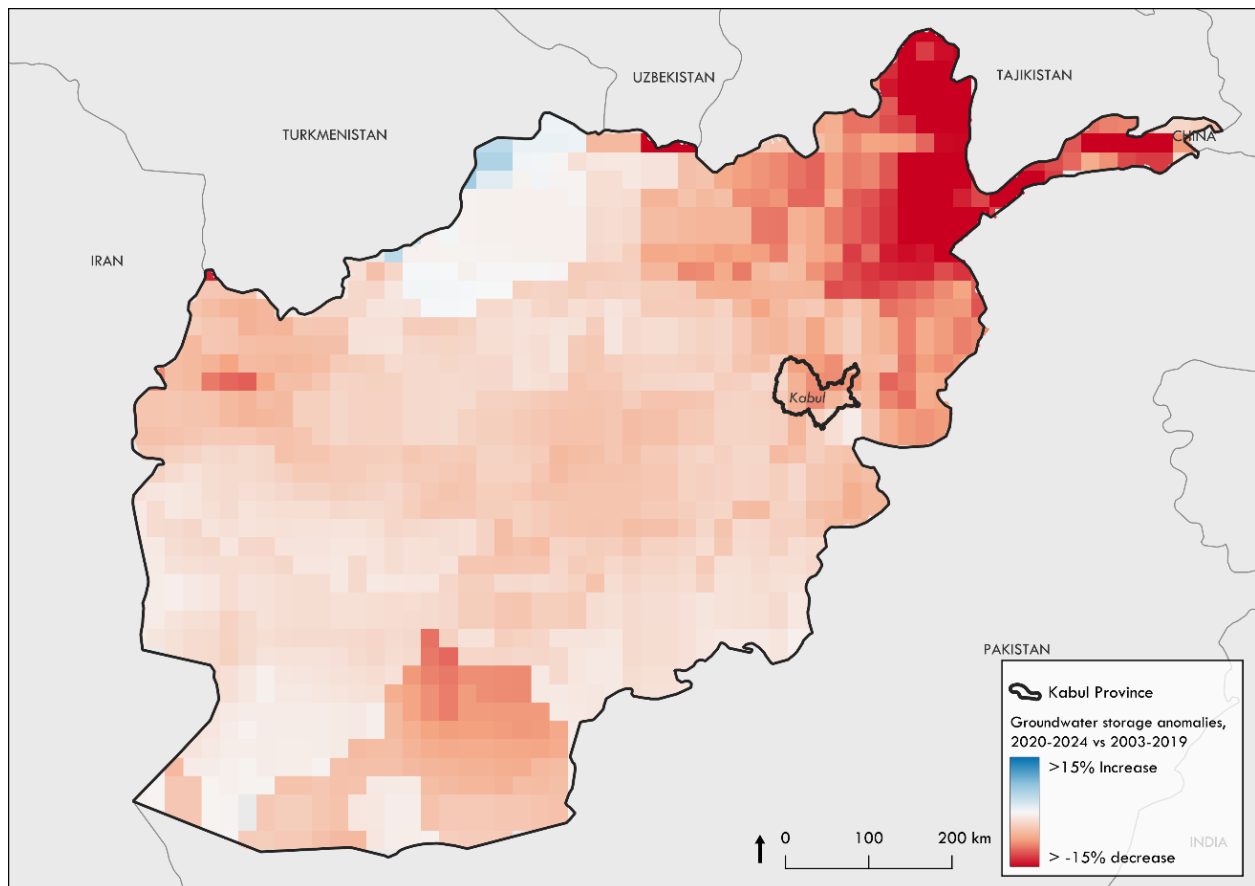 UZBEKISTAN
TAJIKISTAN
TURKMENISTAN
CHINA
IRAN
Kabul
PAKISTAN
Kabul Province
Groundwater storage anomalies,
2020-2024 vs 2003-2019
>15% Increase
> -15% decrease
INDIA
0 100 200 km